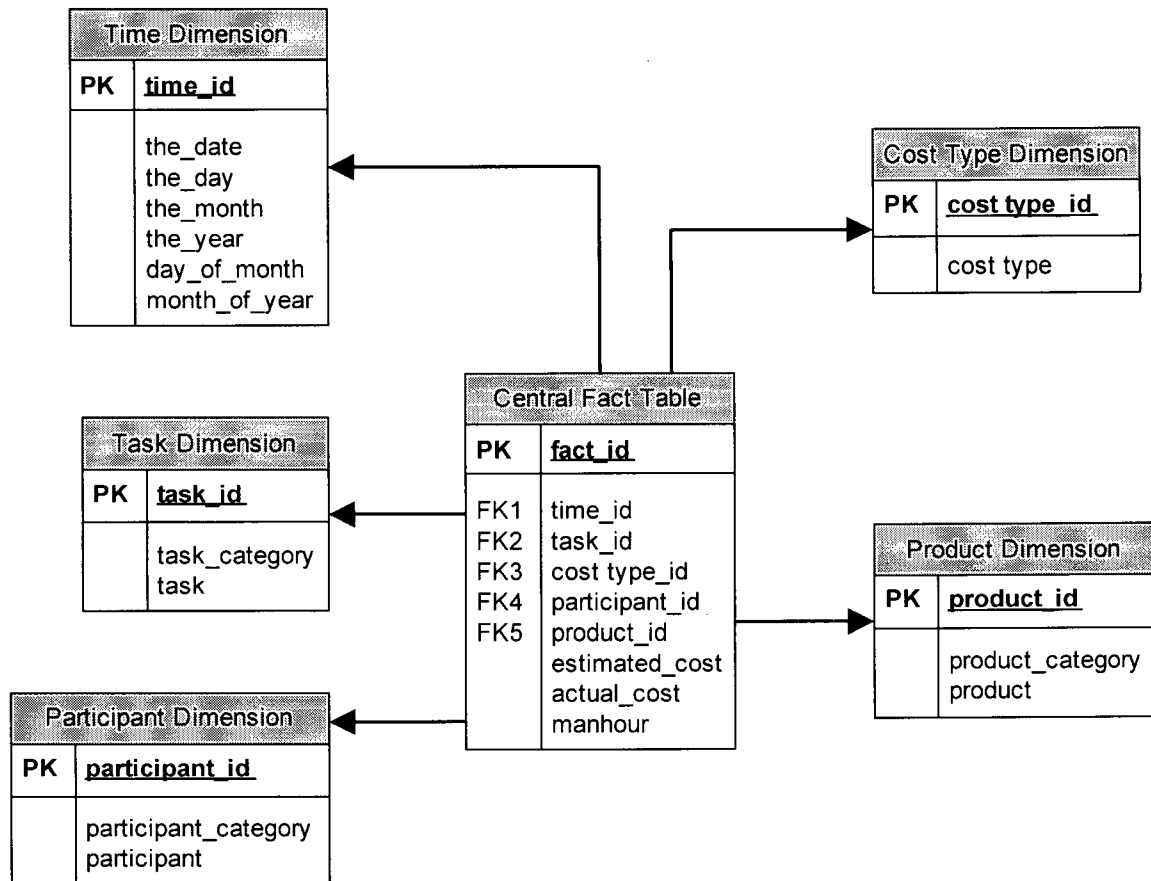 Time Dimension
PK time_id
the_date
the_day
the_month
the_year
day_of_month
month_of_year
Cost Type Dimension
PK cost type_id
cost type
Central Fact Table
PK fact_id
FK1 time_id
FK2 task_id
FK3 cost type_id
FK4 participant_id
FK5 product_id
estimated_cost
actual_cost
manhour
Task Dimension
PK task_id
task_category
task
Product Dimension
PK product_id
product_category
product
Participant Dimension
PK participant_id
participant_category
participant